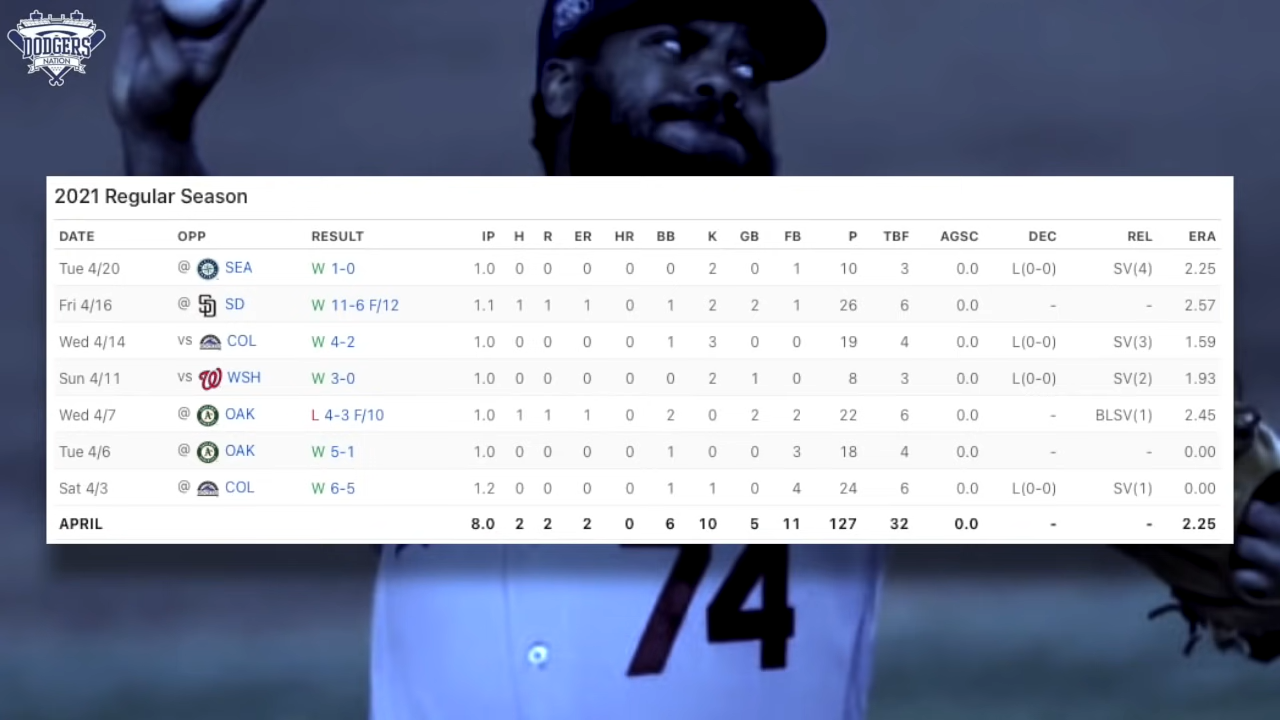 DODGERS
NATION
2021 Regular Season
DATE OPP RESULT IP H R ER HR BB K GB FB P TBF AGSC DEC REL ERA
Tue 4/20 @ SEA W 1-0 1.0 0 0 0 0 0 2 0 1 10 3 0.0 L(0-0) SV(4) 2.25
Fri 4/16 @ SD W 11-6 F/12 1.1 1 1 1 0 1 2 2 1 26 6 0.0 - - 2.57
Wed 4/14 vs COL W 4-2 1.0 0 0 0 0 1 3 0 0 19 4 0.0 L(0-0) SV(3) 1.59
Sun 4/11 vs WSH W 3-0 1.0 0 0 0 0 0 2 1 0 8 3 0.0 L(0-0) SV(2) 1.93
Wed 4/7 @ OAK L 4-3 F/10 1.0 1 1 1 0 2 0 2 2 22 6 0.0 - BLSV(1) 2.45
Tue 4/6 @ OAK W 5-1 1.0 0 0 0 0 1 0 0 3 18 4 0.0 - - 0.00
Sat 4/3 @ COL W 6-5 1.2 0 0 0 0 1 1 0 4 24 6 0.0 L(0-0) SV(1) 0.00
APRIL 8.0 2 2 2 0 6 10 5 11 127 32 0.0 - - 2.25
74